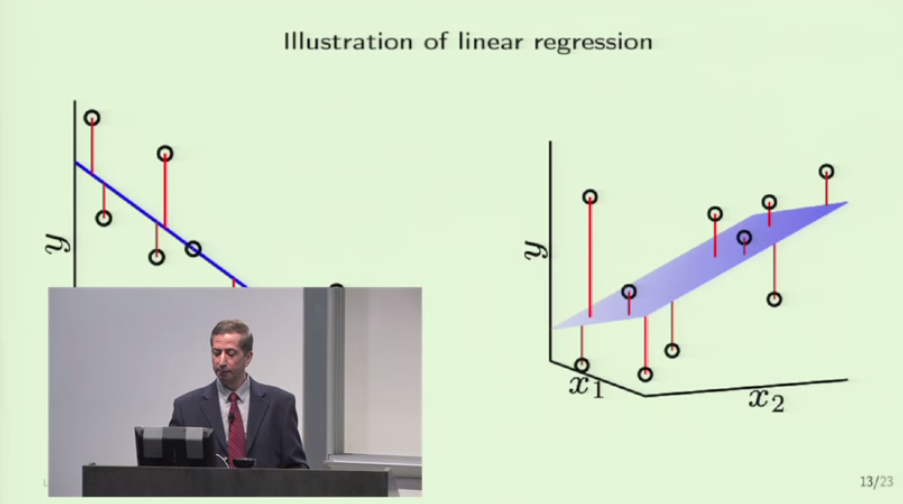 Illustration of linear regression
y
y
x₁
x₂
13/23